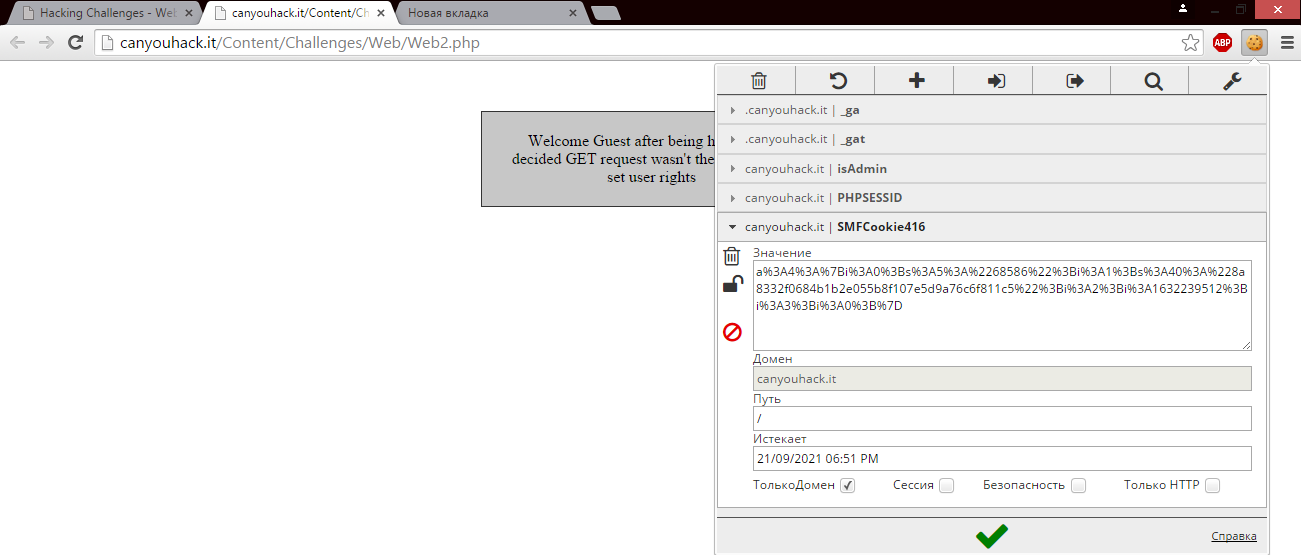 Hacking Challenges - Web
canyouhack.it/Content/Ch
Новая вкладка
canyouhack.it/Content/Challenges/Web/Web2.php
ABP
Welcome Guest after being h
decided GET request wasn't the
set user rights
.canyouhack.it | _ga
.canyouhack.it | _gat
canyouhack.it | isAdmin
canyouhack.it | PHPSESSID
canyouhack.it | SMFCookie416
Значение
a%3A4%3A%7Bi%3A0%3Bs%3A5%3A%2268586%22%3Bi%3A1%3Bs%3A40%3A%228a
8332f0684b1b2e055b8f107e5d9a76c6f811c5%22%3Bi%3A2%3Bi%3A1632239512%3B
i%3A3%3Bi%3A0%3B%7D
Домен
canyouhack.it
Путь
/
Истекает
21/09/2021 06:51 PM
ТолькоДомен Сессия Безопасность Только HTTP
Справка